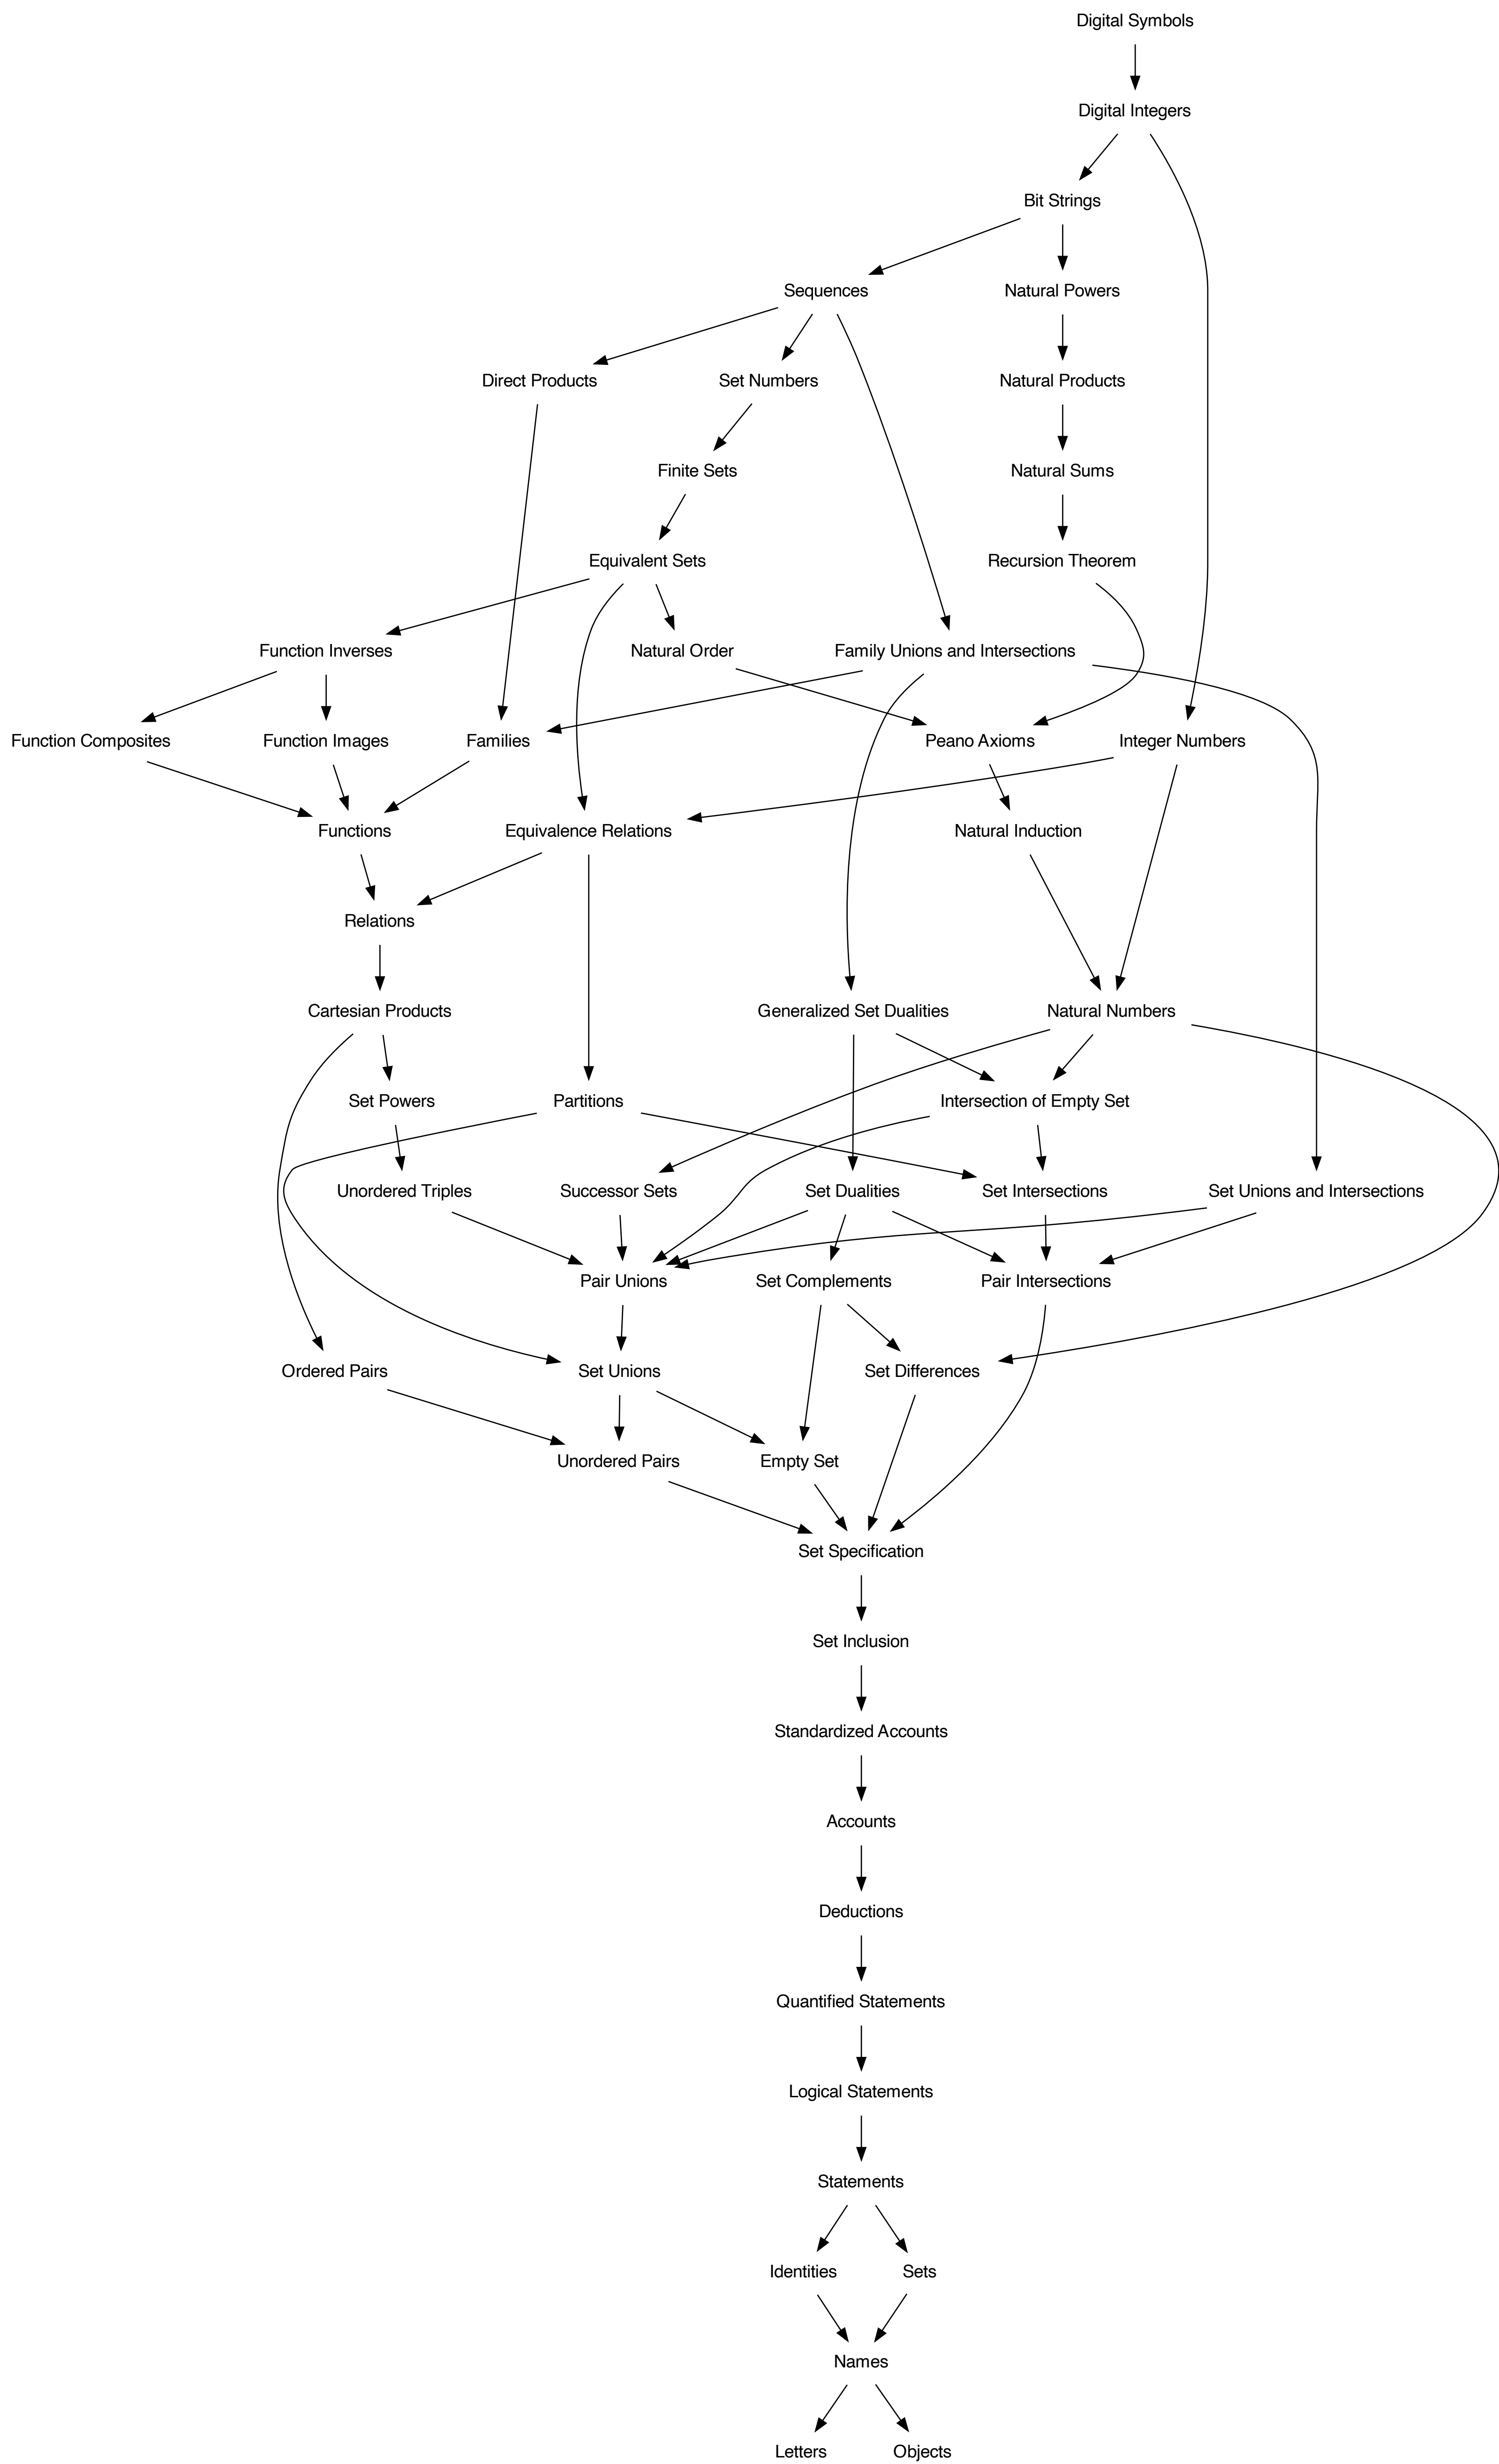 Digital Symbols
Digital Integers
Bit Strings
Sequences
Natural Powers
Direct Products
Set Numbers
Natural Products
Finite Sets
Natural Sums
Equivalent Sets
Recursion Theorem
Function Inverses
Natural Order
Family Unions and Intersections
Function Composites
Function Images
Families
Peano Axioms
Integer Numbers
Functions
Equivalence Relations
Natural Induction
Relations
Cartesian Products
Generalized Set Dualities
Natural Numbers
Set Powers
Partitions
Intersection of Empty Set
Unordered Triples
Successor Sets
Set Dualities
Set Intersections
Set Unions and Intersections
Pair Unions
Set Complements
Pair Intersections
Ordered Pairs
Set Unions
Set Differences
Unordered Pairs
Empty Set
Set Specification
Set Inclusion
Standardized Accounts
Accounts
Deductions
Quantified Statements
Logical Statements
Statements
Identities
Sets
Names
Letters
Objects